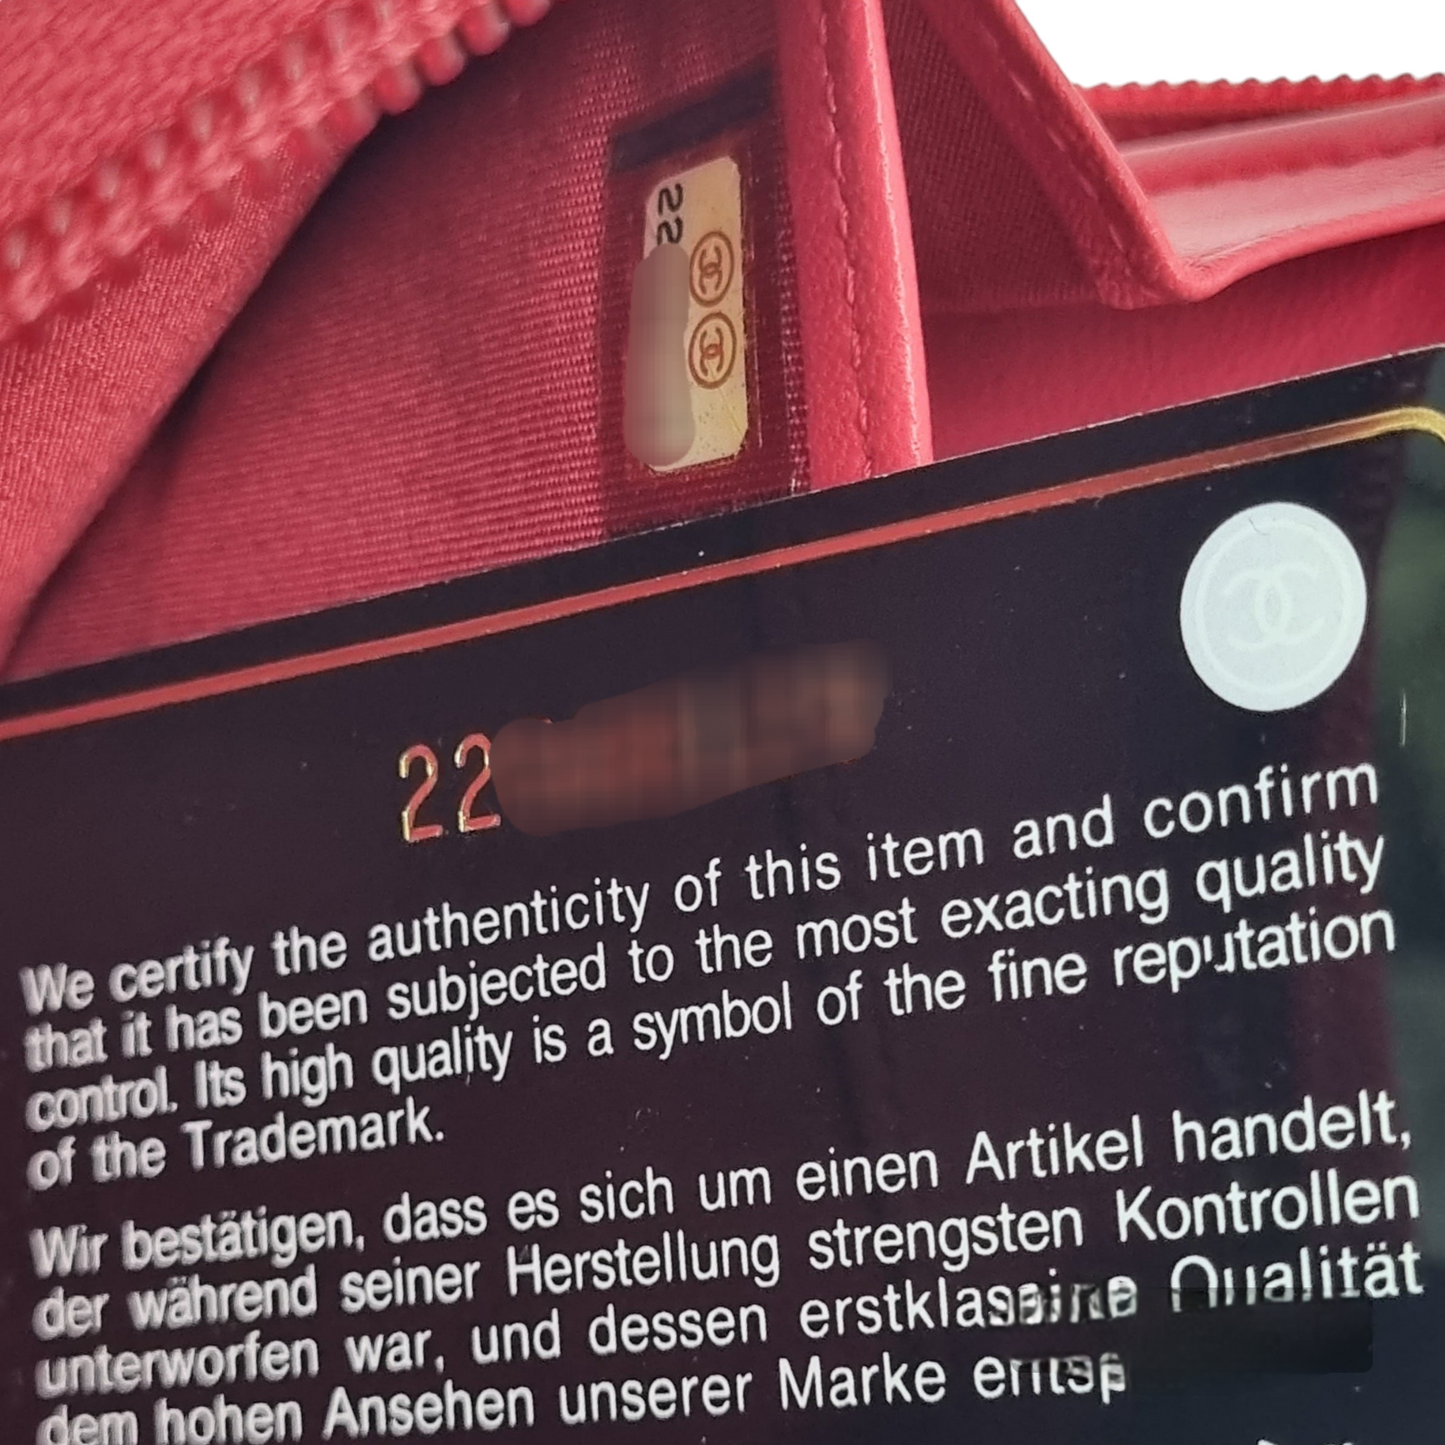 22
22
We certify the authenticity of this item and confirm
that it has been subjected to the most exacting quality
control. Its high quality is a symbol of the fine reputation
of the Trademark.
Wir bestätigen, dass es sich um einen Artikel handelt,
der während seiner Herstellung strengsten Kontrollen
unterworfen war, und dessen Qualität
dem hohen Ansehen unserer Marke